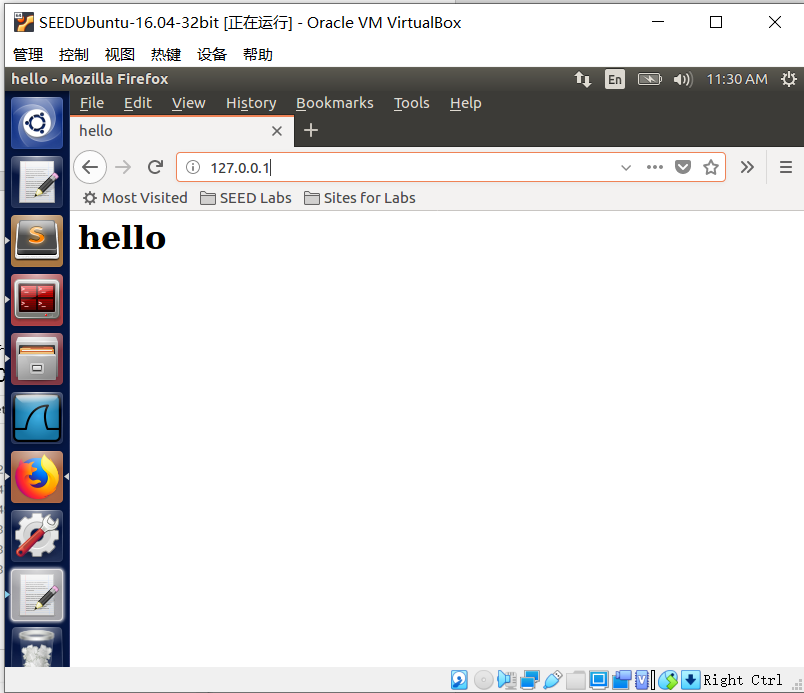 SEEDUbuntu-16.04-32bit [正在运行] - Oracle VM VirtualBox
管理 控制 视图 热键 设备 帮助
hello - Mozilla Firefox En 11:30 AM
File Edit View History Bookmarks Tools Help
hello
127.0.0.1
Most Visited SEED Labs Sites for Labs
hello
Right Ctrl